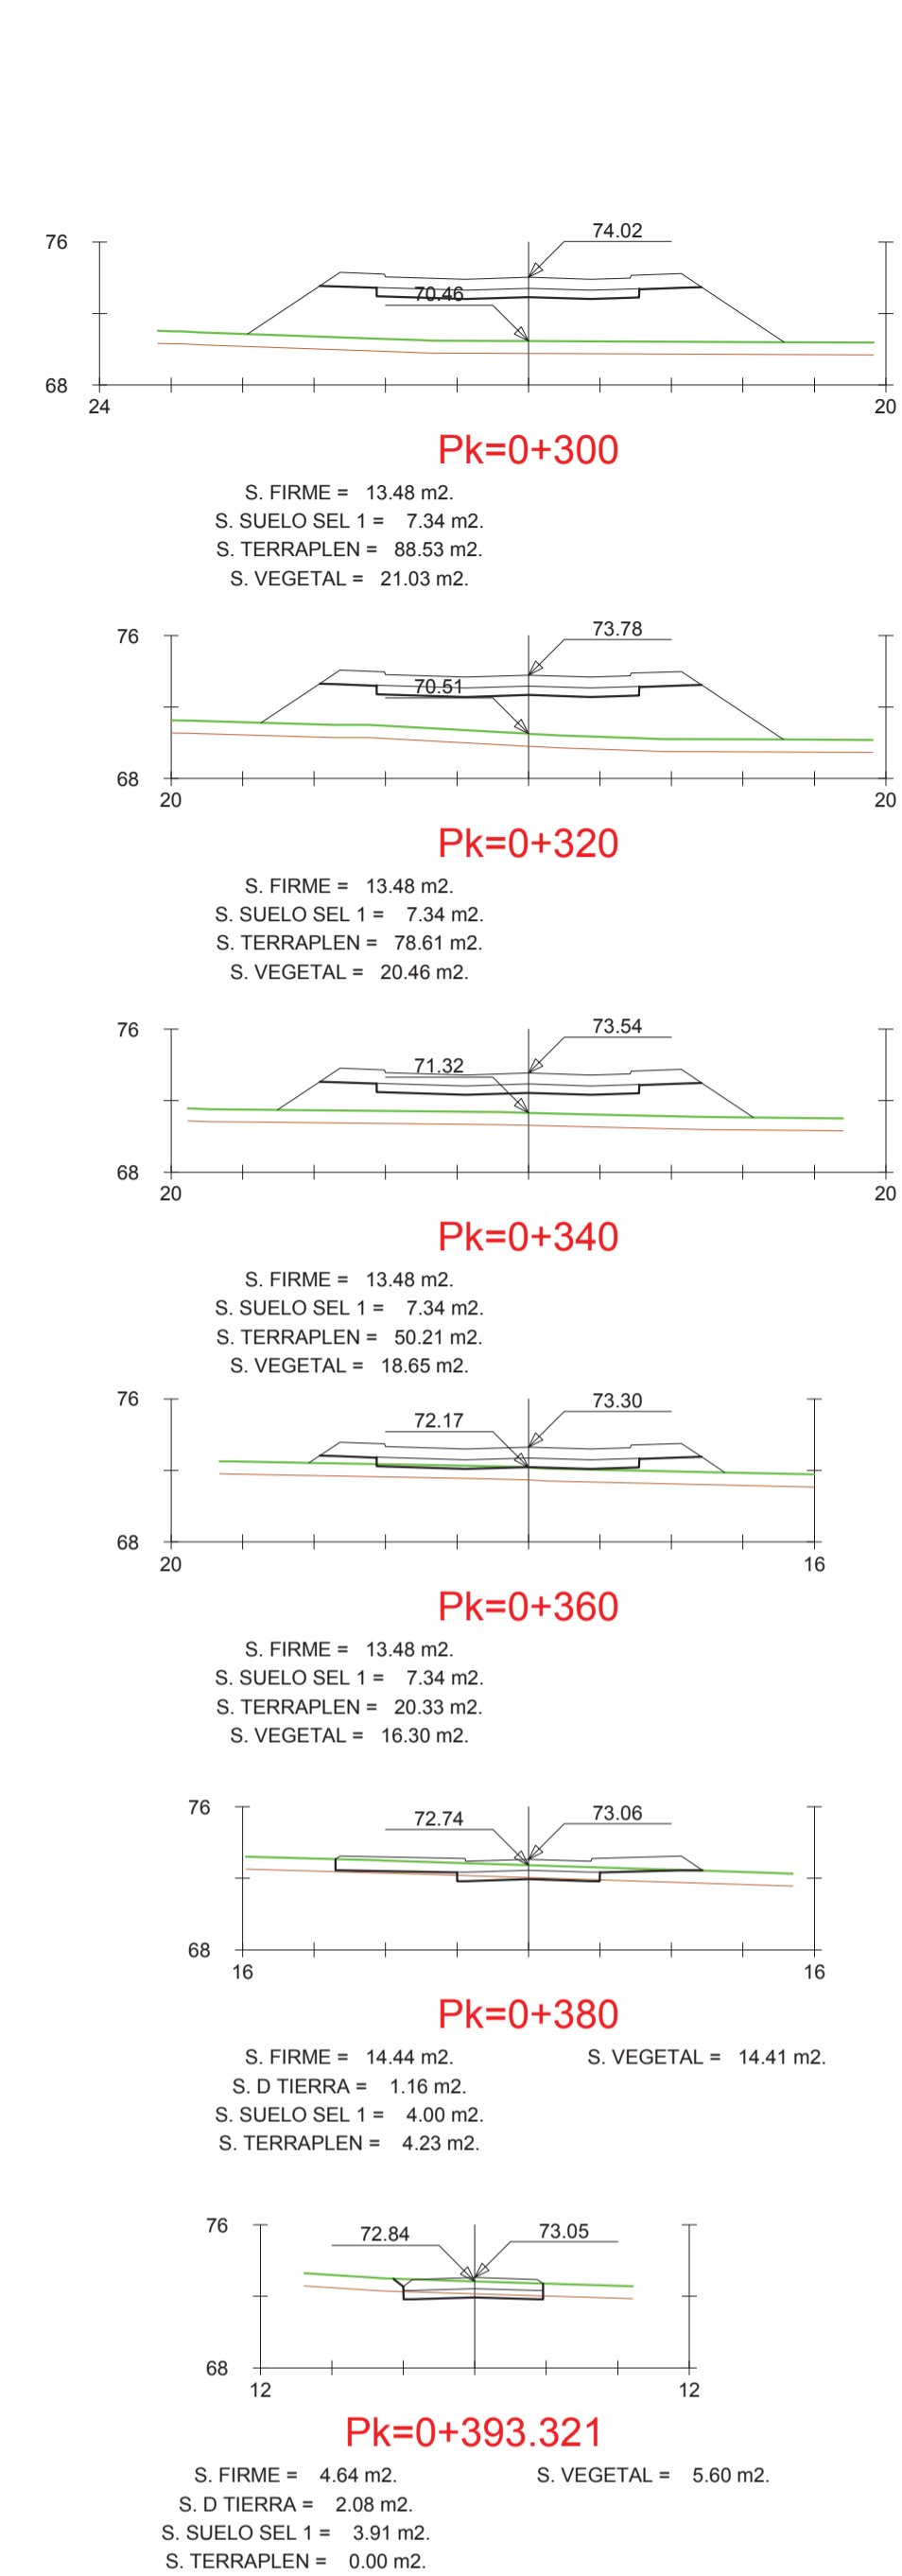 76
74.02
70.46
68
24 20
Pk=0+300
S. FIRME = 13.48 m2.
S. SUELO SEL 1 = 7.34 m2.
S. TERRAPLEN = 88.53 m2.
S. VEGETAL = 21.03 m2.
76
73.78
70.51
68
20 20
Pk=0+320
S. FIRME = 13.48 m2.
S. SUELO SEL 1 = 7.34 m2.
S. TERRAPLEN = 78.61 m2.
S. VEGETAL = 20.46 m2.
76
73.54
71.32
68
20 20
Pk=0+340
S. FIRME = 13.48 m2.
S. SUELO SEL 1 = 7.34 m2.
S. TERRAPLEN = 50.21 m2.
S. VEGETAL = 18.65 m2.
76
73.30
72.17
68
20 16
Pk=0+360
S. FIRME = 13.48 m2.
S. SUELO SEL 1 = 7.34 m2.
S. TERRAPLEN = 20.33 m2.
S. VEGETAL = 16.30 m2.
76
72.74 73.06
68
16 16
Pk=0+380
S. FIRME = 14.44 m2. S. VEGETAL = 14.41 m2.
S. D TIERRA = 1.16 m2.
S. SUELO SEL 1 = 4.00 m2.
S. TERRAPLEN = 4.23 m2.
76
72.84 73.05
68
12 12
Pk=0+393.321
S. FIRME = 4.64 m2. S. VEGETAL = 5.60 m2.
S. D TIERRA = 2.08 m2.
S. SUELO SEL 1 = 3.91 m2.
S. TERRAPLEN = 0.00 m2.